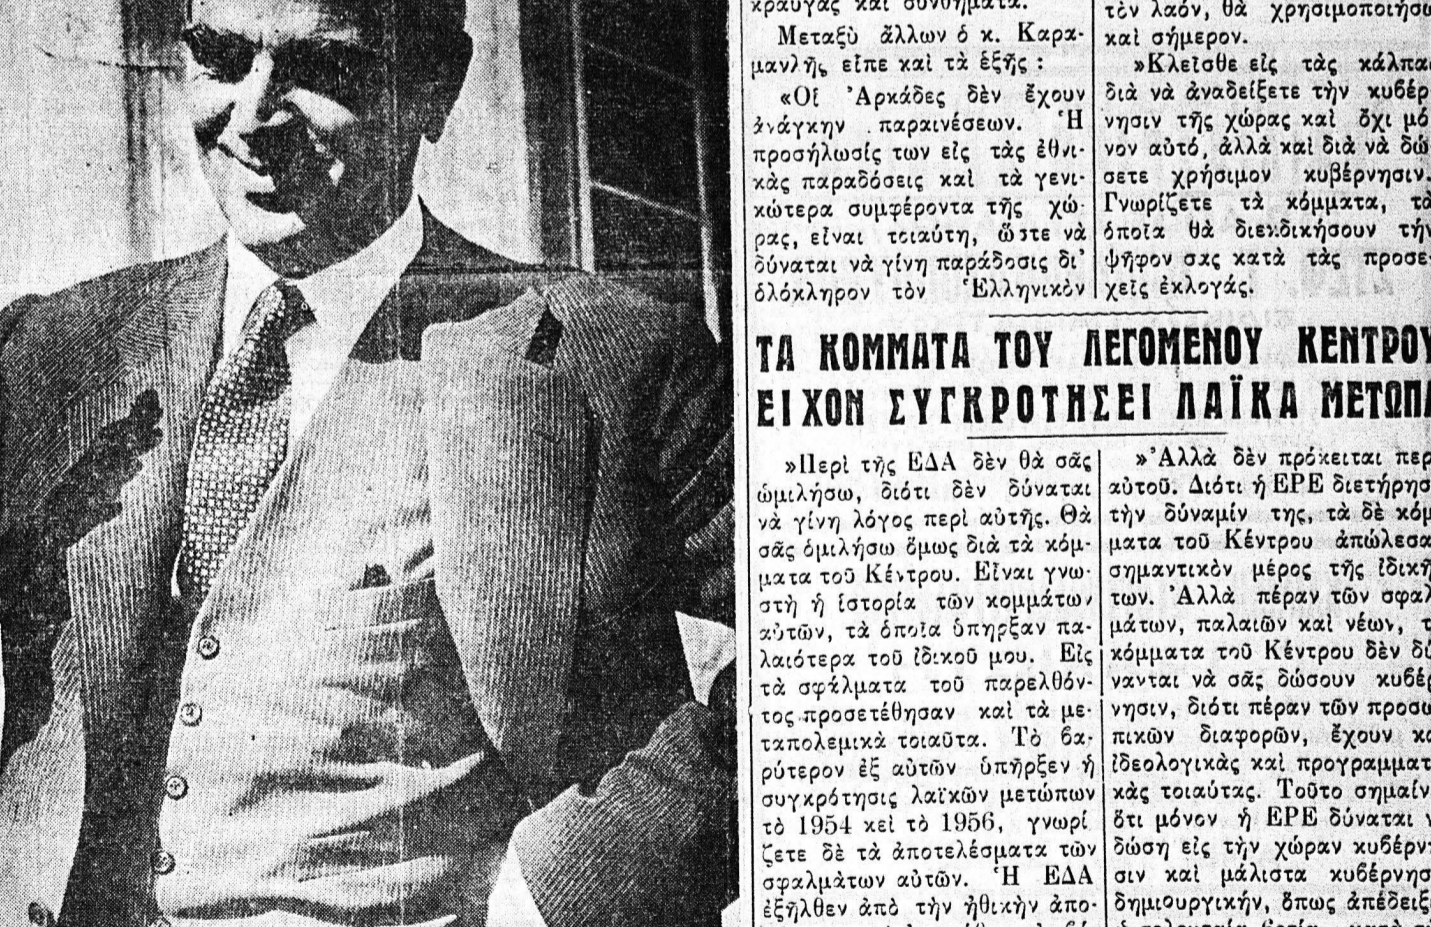 κραυγὰς καὶ συνθήματα.
Μεταξὺ ἄλλων ὁ κ. Καρα-
μανλῆς εἶπε καὶ τὰ ἑξῆς :
«Οἱ Ἀρκάδες δὲν ἔχουν
ἀνάγκην παραινέσεων. Ἡ
προσήλωσίς των εἰς τὰς ἐθνι-
κὰς παραδόσεις καὶ τὰ γενι-
κώτερα συμφέροντα τῆς χώ-
ρας, εἶναι τοιαύτη, ὥστε νὰ
δύναται νὰ γίνη παράδοσις δι'
ὁλόκληρον τὸν Ἑλληνικὸν
τὸν λαόν, θὰ χρησιμοποιήσω
καὶ σήμερον.
»Κλεῖσθε εἰς τὰς κάλπας
διὰ νὰ ἀναδείξετε τὴν κυβέρ
νησιν τῆς χώρας καὶ ὄχι μό
νον αὐτό, ἀλλὰ καὶ διὰ νὰ δώ
σετε χρήσιμον κυβέρνησιν.
Γνωρίζετε τὰ κόμματα, τὰ
ὁποῖα θὰ διεκδικήσουν τὴν
ψῆφον σας κατὰ τὰς προσε-
χεῖς ἐκλογάς.
ΤΑ ΚΟΜΜΑΤΑ ΤΟΥ ΛΕΓΟΜΕΝΟΥ ΚΕΝΤΡΟΥ
ΕΙΧΟΝ ΣΥΓΚΡΟΤΗΣΕΙ ΛΑΪΚΑ ΜΕΤΩΠΑ
»Περὶ τῆς ΕΔΑ δὲν θὰ σᾶς
ὡμιλήσω, διότι δὲν δύναται
νὰ γίνη λόγος περὶ αὐτῆς. Θὰ
σᾶς ὁμιλήσω ὅμως διὰ τὰ κόμ-
ματα τοῦ Κέντρου. Εἶναι γνω-
στὴ ἡ ἱστορία τῶν κομμάτων
αὐτῶν, τὰ ὁποῖα ὑπηρξαν πα-
λαιότερα τοῦ ἰδικοῦ μου. Εἰς
τὰ σφάλματα τοῦ παρελθόν-
τος προσετέθησαν καὶ τὰ με-
ταπολεμικὰ τοιαῦτα. Τὸ βα-
ρύτερον ἐξ αὐτῶν ὑπῆρξεν ἡ
συγκρότησις λαϊκῶν μετώπων
τὸ 1954 κεὶ τὸ 1956, γνωρί
ζετε δὲ τὰ ἀποτελέσματα τῶν
σφαλμάτων αὐτῶν. Ἡ ΕΔΑ
ἐξῆλθεν ἀπὸ τὴν ἠθικὴν ἀπο-
»Ἀλλὰ δὲν πρόκειται περ
αὐτοῦ. Διότι ἡ ΕΡΕ διετήρησ
τὴν δύναμίν της, τὰ δὲ κόμ
ματα τοῦ Κέντρου ἀπώλεσα
σημαντικὸν μέρος τῆς ἰδικῆ
των. Ἀλλὰ πέραν τῶν σφαλ
μάτων, παλαιῶν καὶ νέων, τ
κόμματα τοῦ Κέντρου δὲν δύ
νανται νὰ σᾶς δώσουν κυβέρ
νησιν, διότι πέραν τῶν προσω
πικῶν διαφορῶν, ἔχουν κα
ἰδεολογικὰς καὶ προγραμματ
κὰς τοιαύτας. Τοῦτο σημαίν
ὅτι μόνον ἡ ΕΡΕ δύναται ν
δώση εἰς τὴν χώραν κυβέρν
σιν καὶ μάλιστα κυβέρνησ
δημιουργικήν, ὅπως ἀπέδειξ